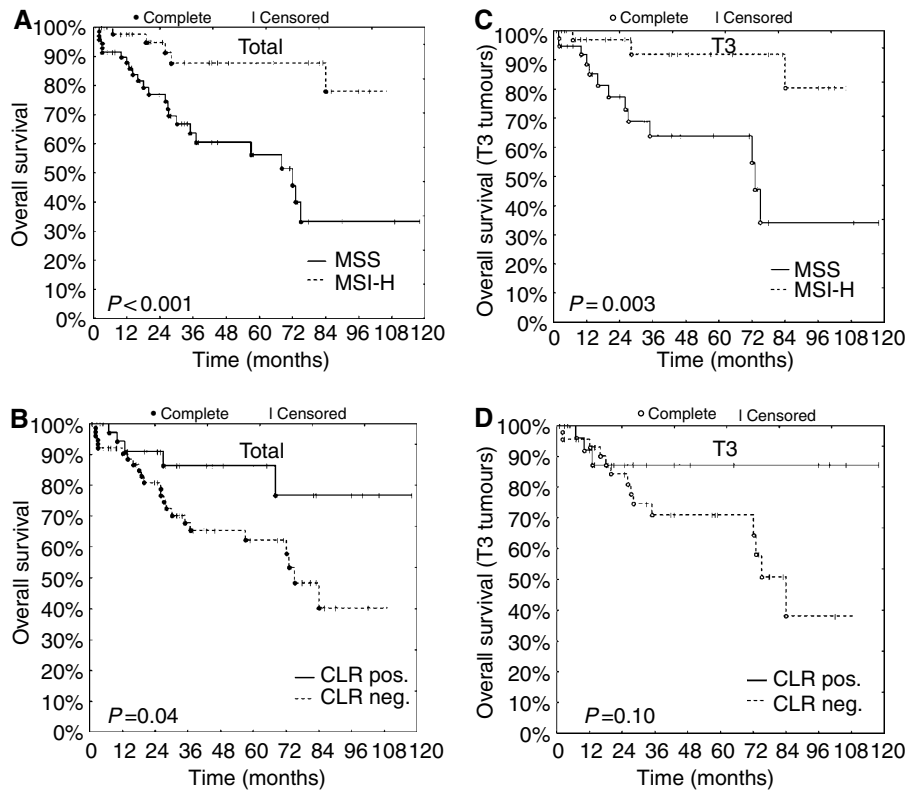 A
Complete | Censored
Total
100%
90%
80%
70%
60%
50%
40%
30%
20%
10%
0%
Overall survival
MSS
MSI-H
P<0.001
0 12 24 36 48 60 72 84 96 108 120
Time (months)
C
Complete | Censored
T3
100%
90%
80%
70%
60%
50%
40%
30%
20%
10%
0%
Overall survival (T3 tumours)
MSS
MSI-H
P=0.003
0 12 24 36 48 60 72 84 96 108 120
Time (months)
B
Complete | Censored
Total
100%
90%
80%
70%
60%
50%
40%
30%
20%
10%
0%
Overall survival
CLR pos.
CLR neg.
P=0.04
0 12 24 36 48 60 72 84 96 108 120
Time (months)
D
Complete | Censored
T3
100%
90%
80%
70%
60%
50%
40%
30%
20%
10%
0%
Overall survival (T3 tumours)
CLR pos.
CLR neg.
P=0.10
0 12 24 36 48 60 72 84 96 108 120
Time (months)